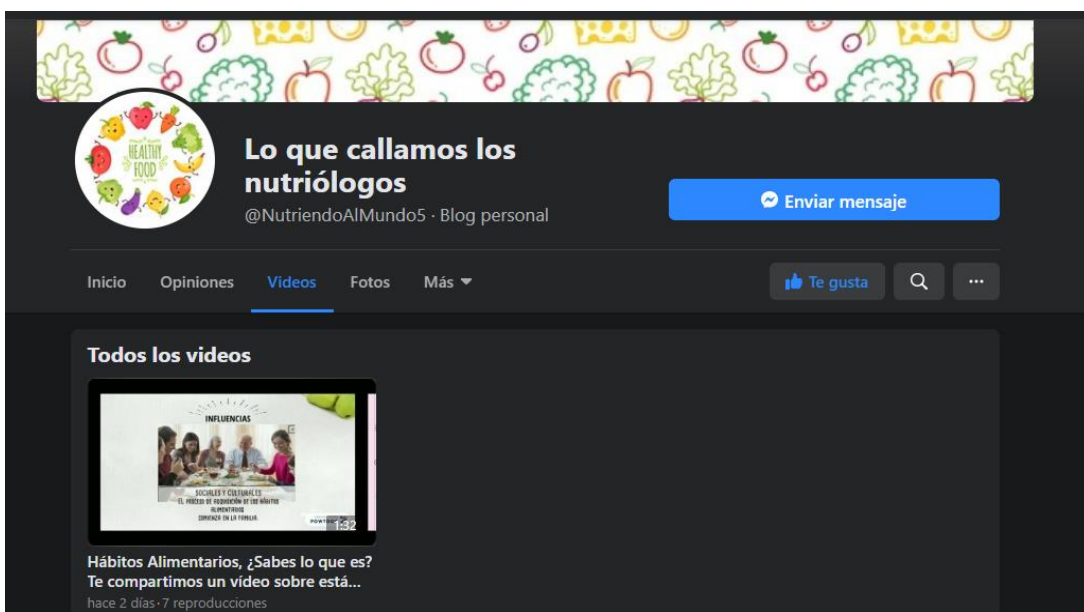 HEALTHY
FOOD
Lo que callamos los
nutriólogos
@NutriendoAlMundo5 · Blog personal
Enviar mensaje
Inicio Opiniones Videos Fotos Más
Te gusta
Todos los videos
INFLUENCIAS
SOCIALES Y CULTURALES
EL PROCESO DE ADQUISICIÓN DE LOS HÁBITOS
ALIMENTARIOS
COMIENZA EN LA FAMILIA.
1:32
Hábitos Alimentarios, ¿Sabes lo que es?
Te compartimos un vídeo sobre está...
hace 2 días · 7 reproducciones